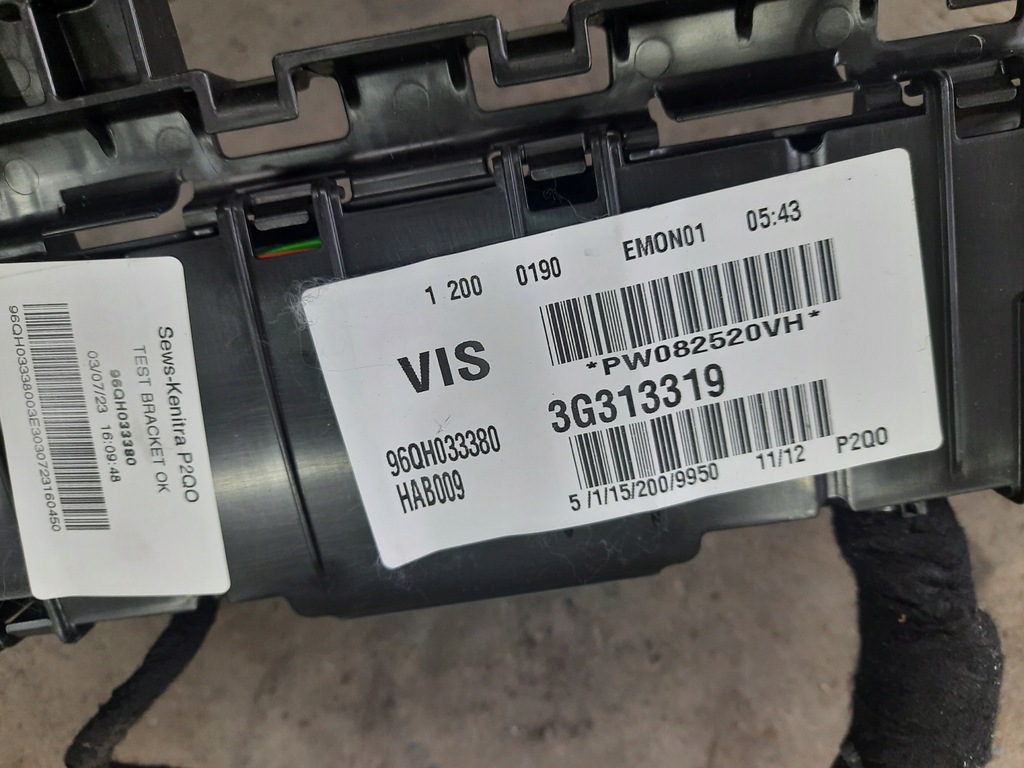 Sews-Kenitra P2QO
TEST BRACKET OK
96QH033380
03/07/23 16:09:48
96QH03338003E3030723160450
1 200 0190 EMON01 05:43
VIS
*PW082520VH*
3G313319
96QH033380
HAB009
5 /1/15/200/9950 11/12 P2Q0